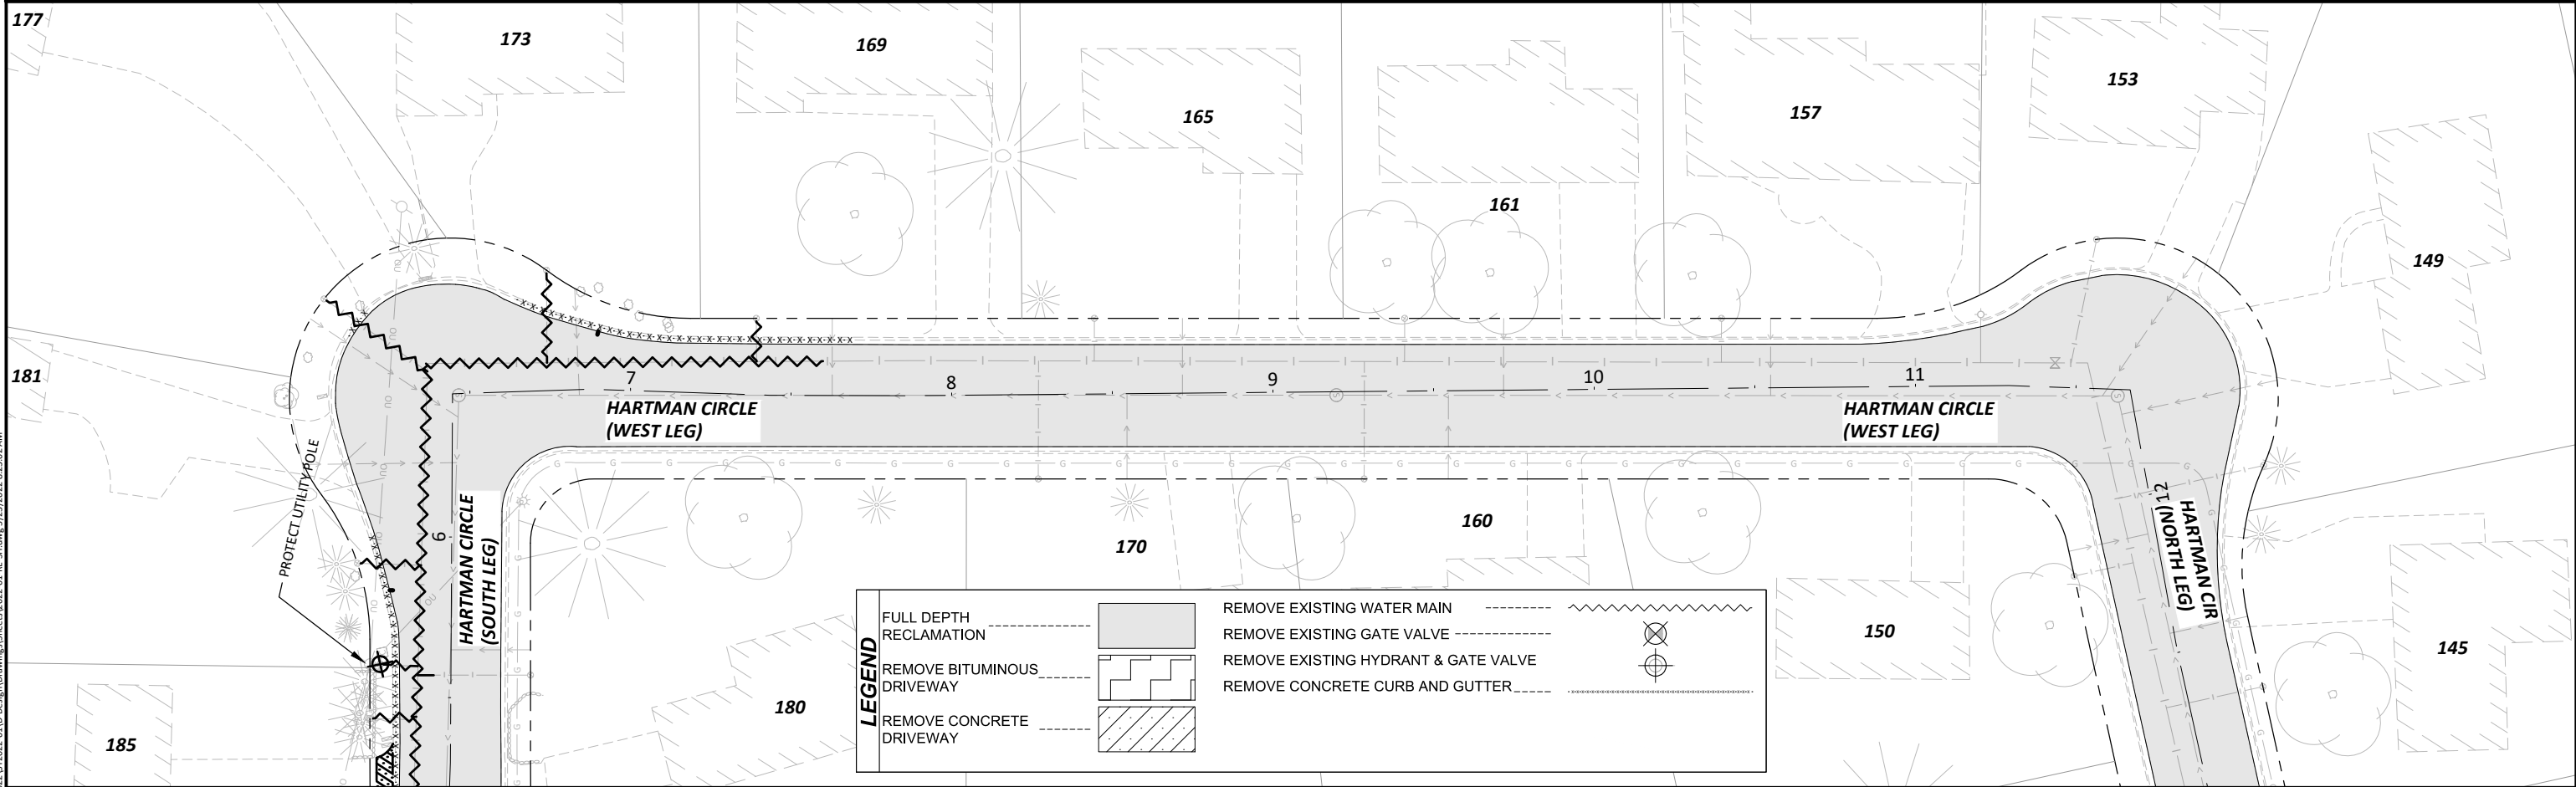 177
173
169
165
161
157
153
149
181
7
8
9
10
11
HARTMAN CIRCLE
(WEST LEG)
HARTMAN CIRCLE
(WEST LEG)
PROTECT UTILITY POLE
6
HARTMAN CIRCLE
(SOUTH LEG)
12
HARTMAN CIR
(NORTH LEG)
170
160
150
145
180
185
LEGEND
FULL DEPTH
RECLAMATION
REMOVE BITUMINOUS
DRIVEWAY
REMOVE CONCRETE
DRIVEWAY
REMOVE EXISTING WATER MAIN
REMOVE EXISTING GATE VALVE
REMOVE EXISTING HYDRANT & GATE VALVE
REMOVE CONCRETE CURB AND GUTTER